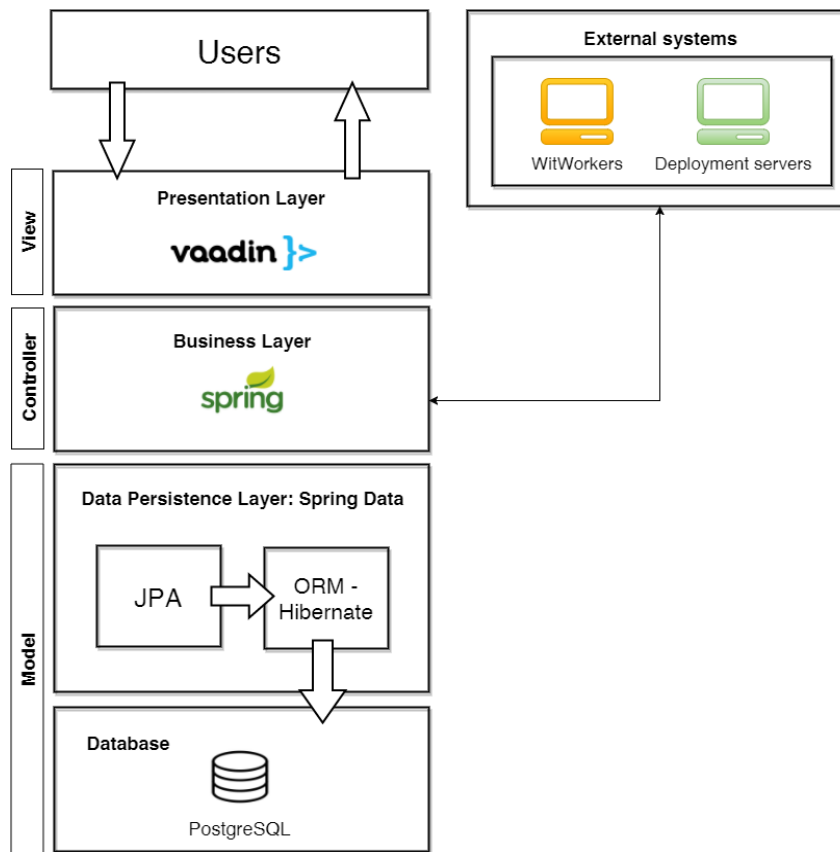 Users
External systems
WitWorkers
Deployment servers
View
Presentation Layer
vaadin }>
Controller
Business Layer
spring
Model
Data Persistence Layer: Spring Data
JPA
ORM -
Hibernate
Database
PostgreSQL